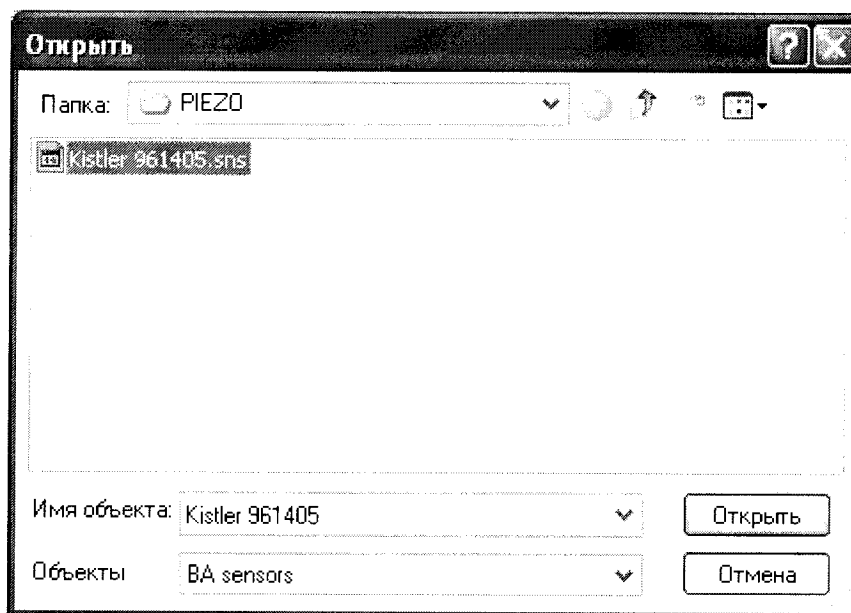 Открыть
Папка: PIEZO
Kistler 961405.sns
Имя объекта: Kistler 961405 Открыть
Объекты BA sensors Отмена